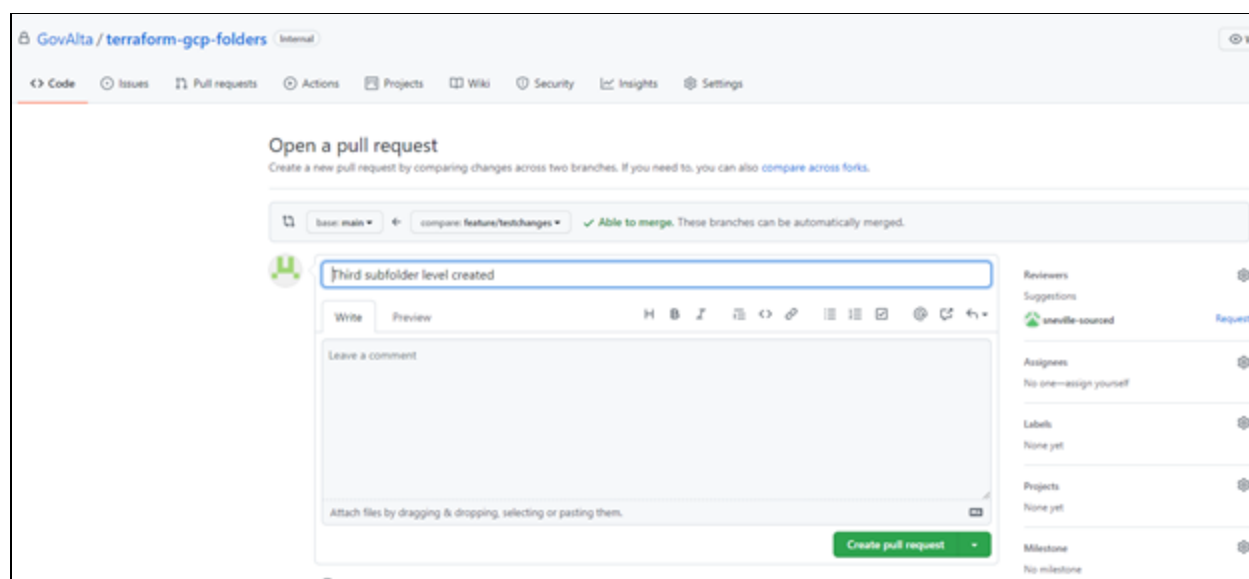 GovAlta / terraform-gcp-folders Internal
<> Code Issues Pull requests Actions Projects Wiki Security Insights Settings
Open a pull request
Create a new pull request by comparing changes across two branches. If you need to, you can also compare across forks.
base: main ← compare: feature/testchanges ✓ Able to merge. These branches can be automatically merged.
Third subfolder level created
Write Preview
Leave a comment
Attach files by dragging & dropping, selecting or pasting them.
Create pull request
Reviewers
Suggestions
sneville-sourced Request
Assignees
No one—assign yourself
Labels
None yet
Projects
None yet
Milestone
No milestone